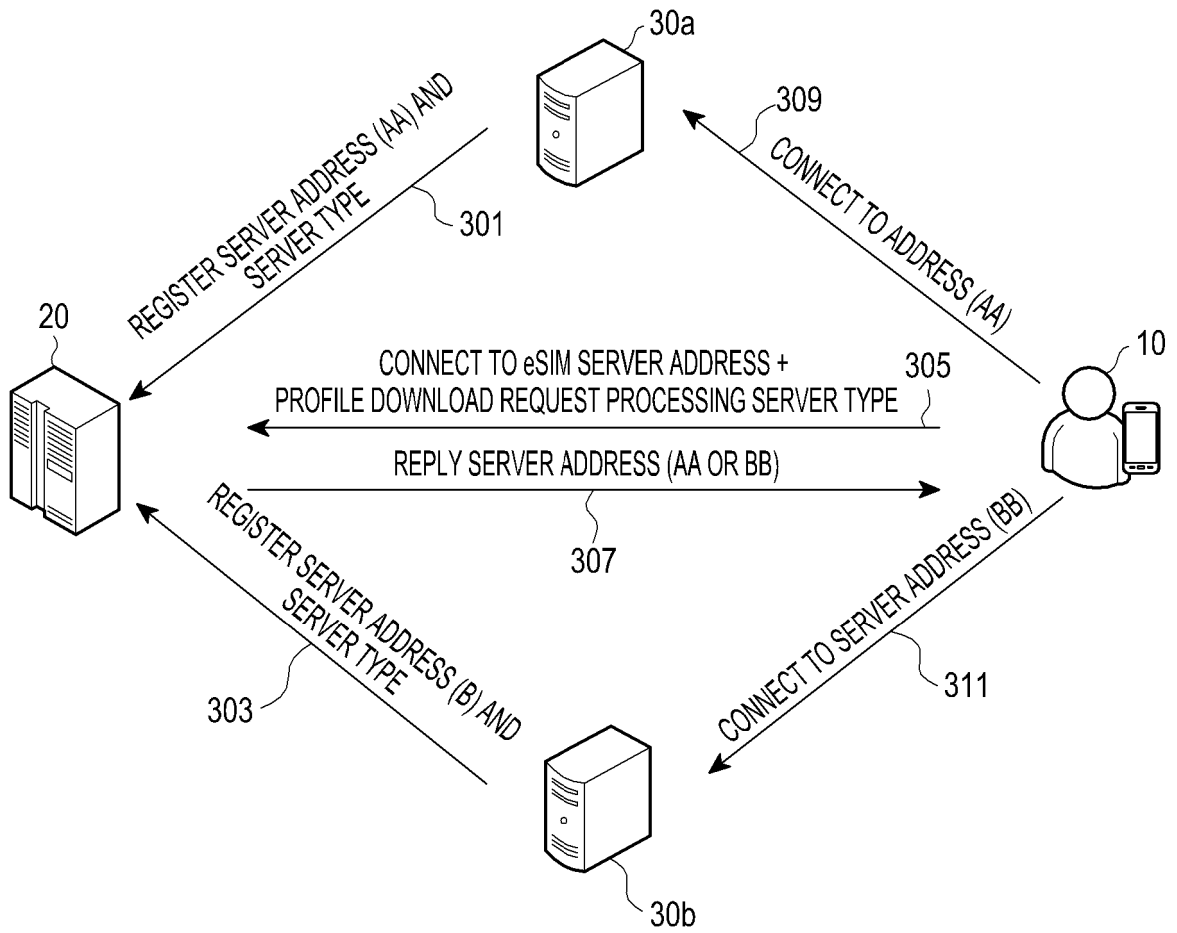 30a
309
REGISTER SERVER ADDRESS (AA) AND
SERVER TYPE
301
CONNECT TO ADDRESS (AA)
20
10
CONNECT TO eSIM SERVER ADDRESS +
PROFILE DOWNLOAD REQUEST PROCESSING SERVER TYPE
305
REPLY SERVER ADDRESS (AA OR BB)
307
REGISTER SERVER ADDRESS (B) AND
SERVER TYPE
303
CONNECT TO SERVER ADDRESS (BB)
311
30b